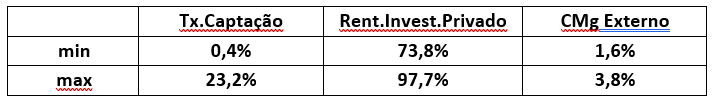 Tx.Captação Rent.Invest.Privado CMg Externo
min 0,4% 73,8% 1,6%
max 23,2% 97,7% 3,8%